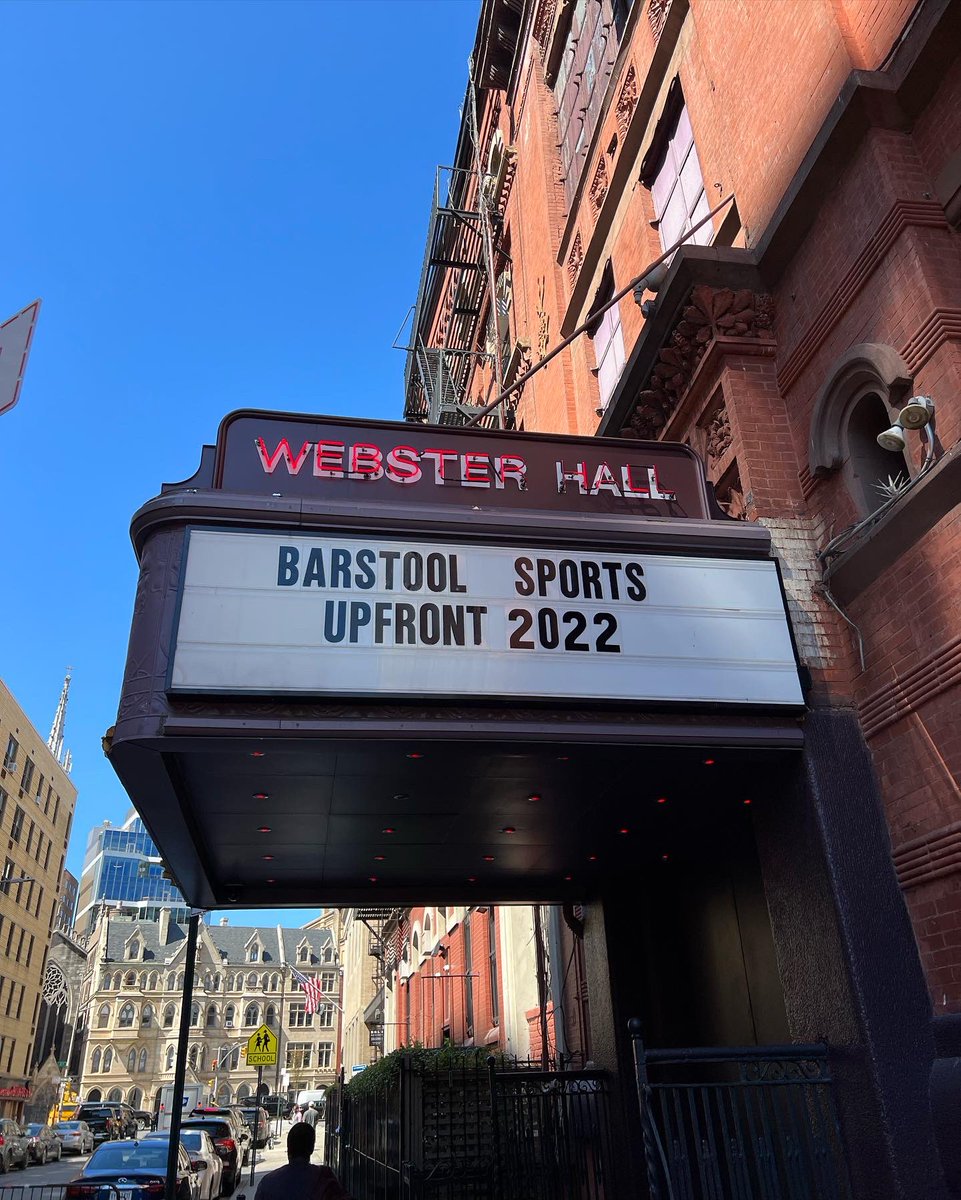 WEBSTER HALL
BARSTOOL SPORTS
UPFRONT 2022
SCHOOL